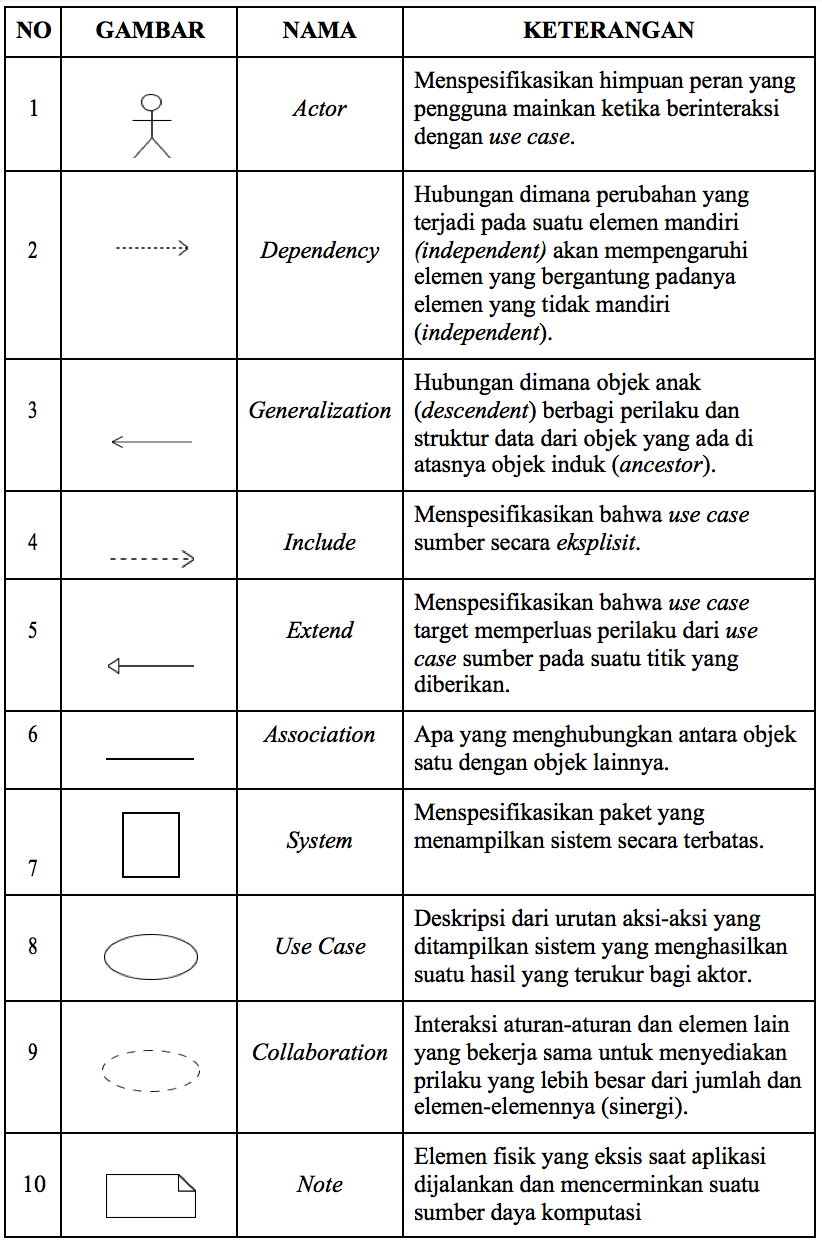 NO GAMBAR NAMA KETERANGAN
1
Actor
Menspesifikasikan himpuan peran yang
pengguna mainkan ketika berinteraksi
dengan use case.
2
Dependency
Hubungan dimana perubahan yang
terjadi pada suatu elemen mandiri
(independent) akan mempengaruhi
elemen yang bergantung padanya
elemen yang tidak mandiri
(independent).
3
Generalization
Hubungan dimana objek anak
(descendent) berbagi perilaku dan
struktur data dari objek yang ada di
atasnya objek induk (ancestor).
4
Include
Menspesifikasikan bahwa use case
sumber secara eksplisit.
5
Extend
Menspesifikasikan bahwa use case
target memperluas perilaku dari use
case sumber pada suatu titik yang
diberikan.
6
Association
Apa yang menghubungkan antara objek
satu dengan objek lainnya.
7
System
Menspesifikasikan paket yang
menampilkan sistem secara terbatas.
8
Use Case
Deskripsi dari urutan aksi-aksi yang
ditampilkan sistem yang menghasilkan
suatu hasil yang terukur bagi aktor.
9
Collaboration
Interaksi aturan-aturan dan elemen lain
yang bekerja sama untuk menyediakan
prilaku yang lebih besar dari jumlah dan
elemen-elemennya (sinergi).
10
Note
Elemen fisik yang eksis saat aplikasi
dijalankan dan mencerminkan suatu
sumber daya komputasi